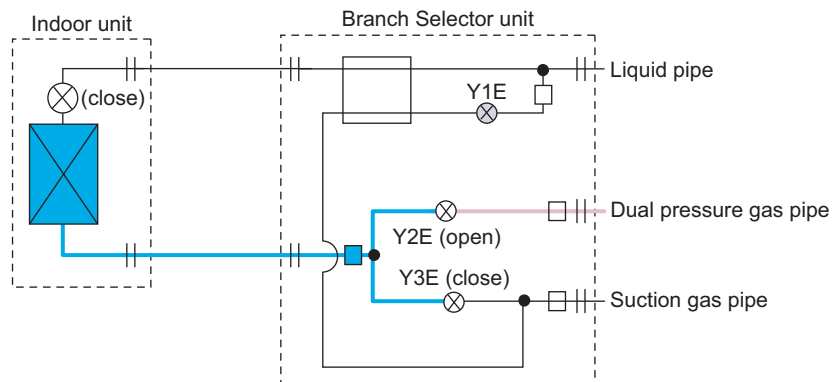 Indoor unit
Branch Selector unit
(close)
Liquid pipe
Y1E
Dual pressure gas pipe
Y2E (open)
Y3E (close)
Suction gas pipe